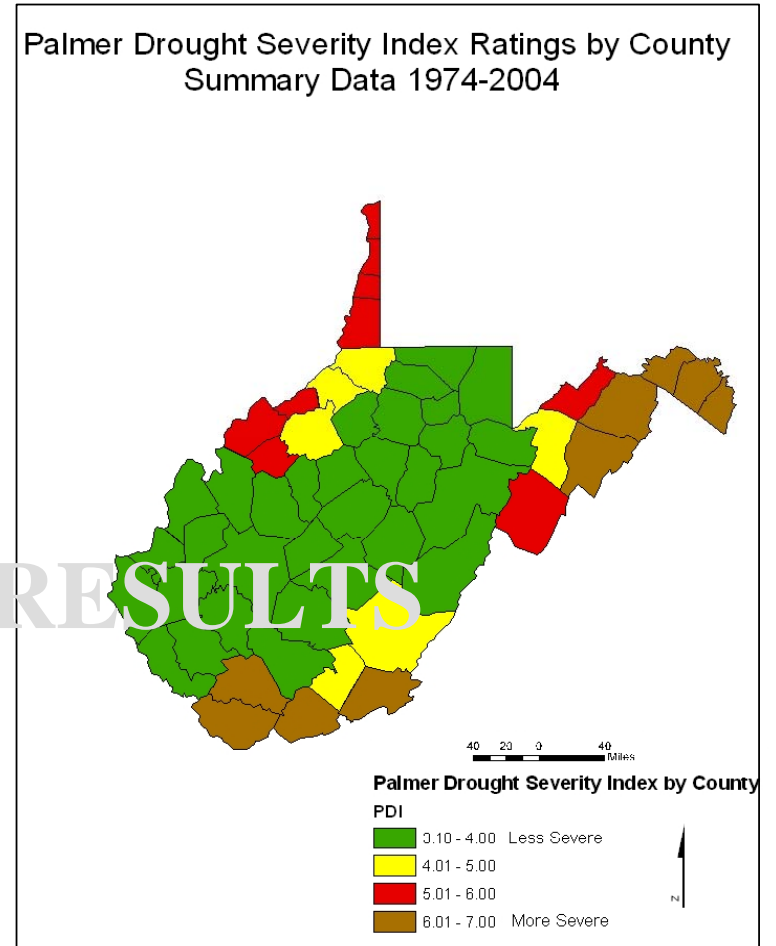 Palmer Drought Severity Index Ratings by County
Summary Data 1974-2004
RESULTS
40 20 0 40
Miles
Palmer Drought Severity Index by County
PDI
3.10 - 4.00 Less Severe
4.01 - 5.00
5.01 - 6.00
6.01 - 7.00 More Severe
N